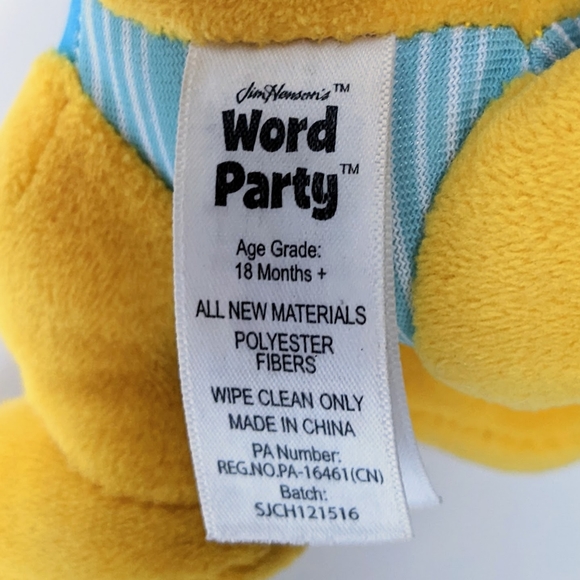 Jim Henson's™
Word
Party™
Age Grade:
18 Months +
ALL NEW MATERIALS
POLYESTER
FIBERS
WIPE CLEAN ONLY
MADE IN CHINA
PA Number:
REG.NO.PA-16461(CN)
Batch:
SJCH121516